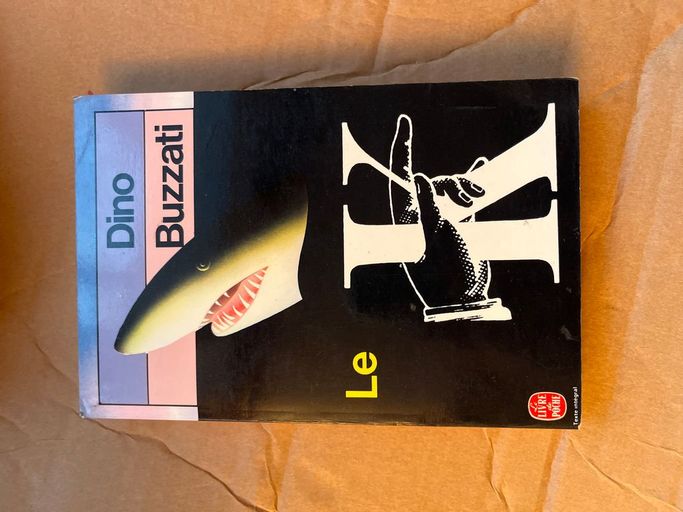 Dino
Buzzati
Le
K
Le
LIVRE
de
POCHE
Texte intégral